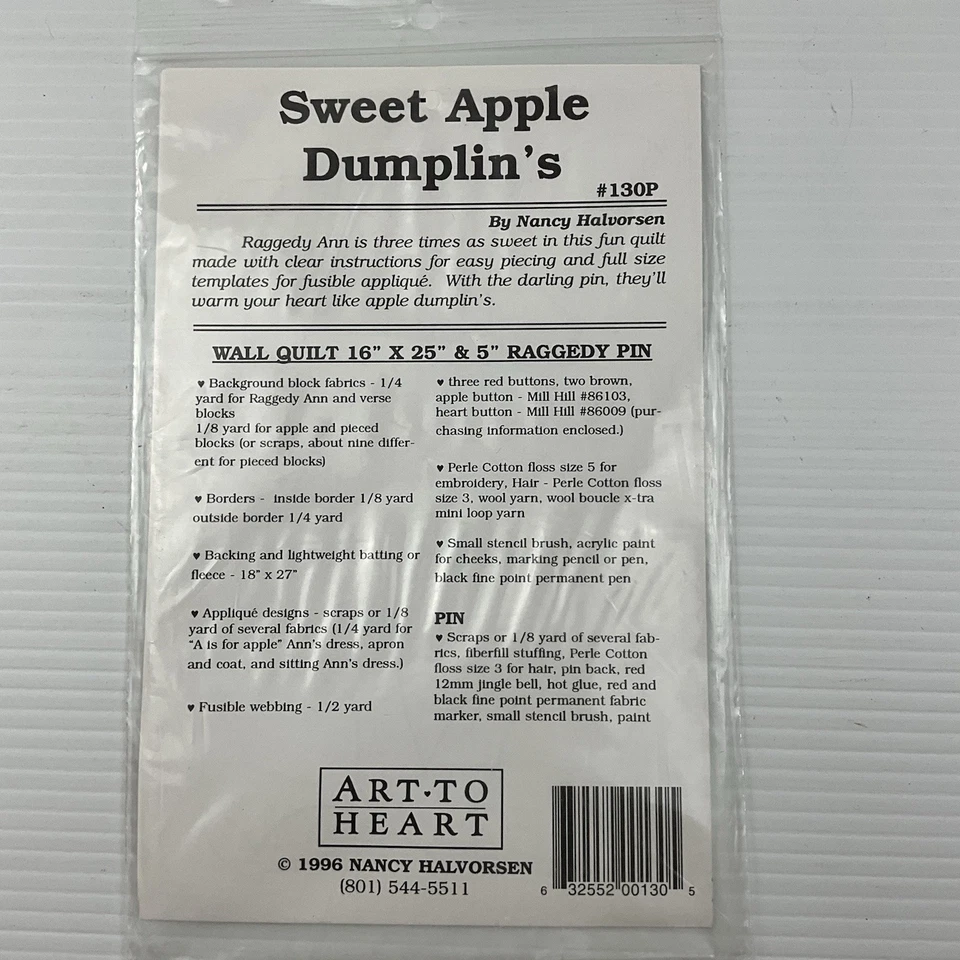 Sweet Apple
Dumplin's
#130P
By Nancy Halvorsen
Raggedy Ann is three times as sweet in this fun quilt
made with clear instructions for easy piecing and full size
templates for fusible appliqué. With the darling pin, they'll
warm your heart like apple dumplin's.
WALL QUILT 16" X 25" & 5" RAGGEDY PIN
♥ Background block fabrics - 1/4
yard for Raggedy Ann and verse
blocks
1/8 yard for apple and pieced
blocks (or scraps, about nine differ-
ent for pieced blocks)
♥ Borders - inside border 1/8 yard
outside border 1/4 yard
♥ Backing and lightweight batting or
fleece - 18" x 27"
♥ Appliqué designs - scraps or 1/8
yard of several fabrics (1/4 yard for
"A is for apple" Ann's dress, apron
and coat, and sitting Ann's dress.)
♥ Fusible webbing - 1/2 yard
♥ three red buttons, two brown,
apple button - Mill Hill #86103,
heart button - Mill Hill #86009 (pur-
chasing information enclosed.)
♥ Perle Cotton floss size 5 for
embroidery, Hair - Perle Cotton floss
size 3, wool yarn, wool boucle x-tra
mini loop yarn
♥ Small stencil brush, acrylic paint
for cheeks, marking pencil or pen,
black fine point permanent pen
PIN
♥ Scraps or 1/8 yard of several fab-
rics, fiberfill stuffing, Perle Cotton
floss size 3 for hair, pin back, red
12mm jingle bell, hot glue, red and
black fine point permanent fabric
marker, small stencil brush, paint
ART♥TO
HEART
© 1996 NANCY HALVORSEN
(801) 544-5511
6 32552 00130 5